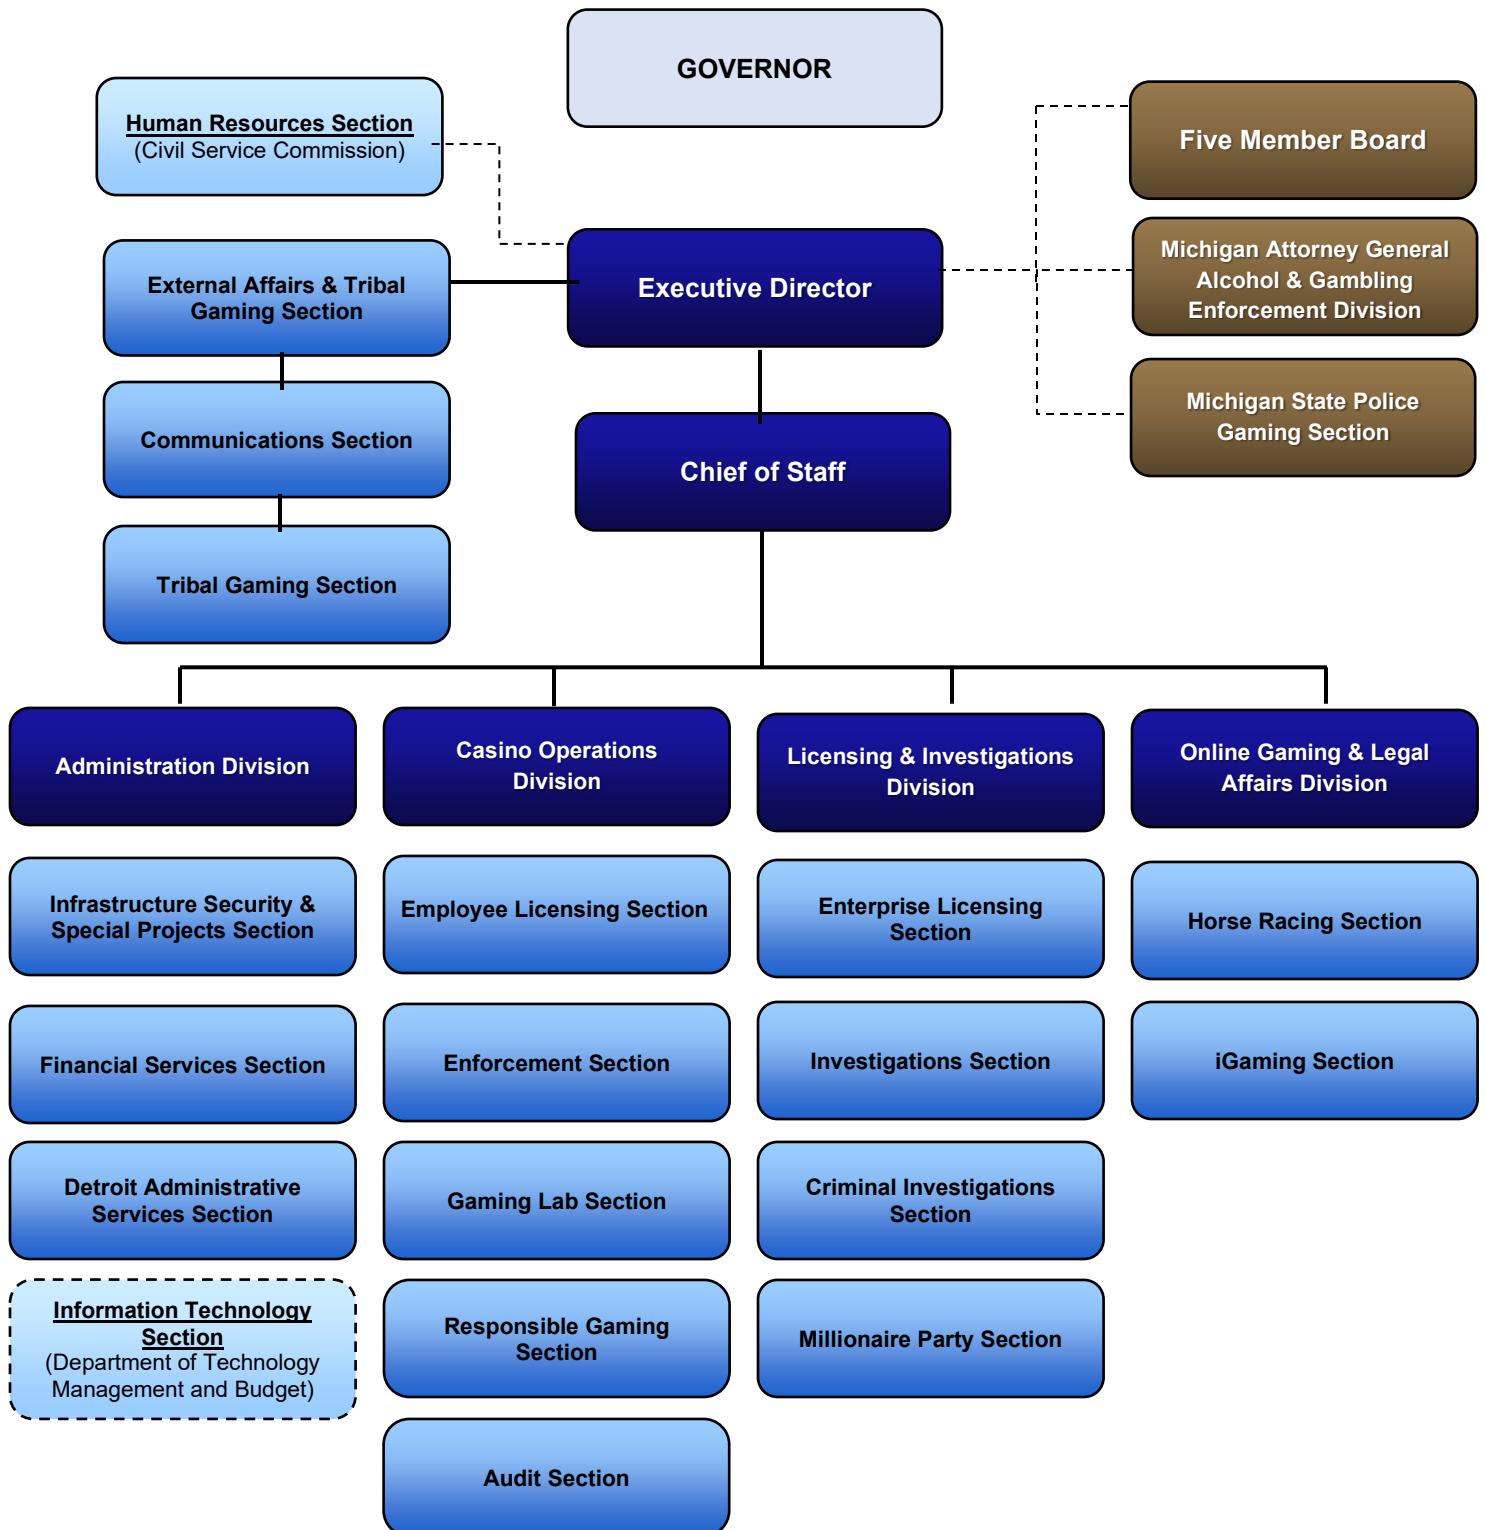 GOVERNOR
Human Resources Section
(Civil Service Commission)
Five Member Board
External Affairs & Tribal
Gaming Section
Executive Director
Michigan Attorney General
Alcohol & Gambling
Enforcement Division
Communications Section
Chief of Staff
Michigan State Police
Gaming Section
Tribal Gaming Section
Administration Division
Casino Operations
Division
Licensing & Investigations
Division
Online Gaming & Legal
Affairs Division
Infrastructure Security &
Special Projects Section
Employee Licensing Section
Enterprise Licensing
Section
Horse Racing Section
Financial Services Section
Enforcement Section
Investigations Section
iGaming Section
Detroit Administrative
Services Section
Gaming Lab Section
Criminal Investigations
Section
Information Technology
Section
(Department of Technology
Management and Budget)
Responsible Gaming
Section
Millionaire Party Section
Audit Section